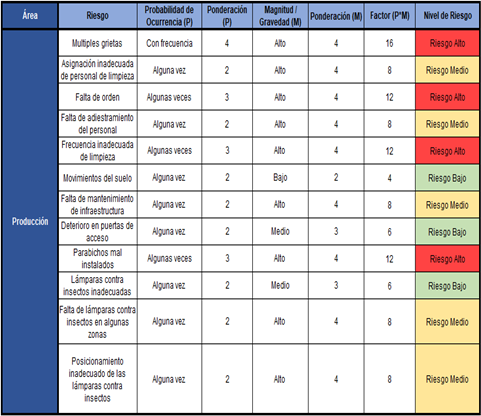 Área Riesgo Probabilidad de Ocurrencia (P) Ponderación (P) Magnitud / Gravedad (M) Ponderación (M) Factor (P*M) Nivel de Riesgo
Producción
Multiples grietas Con frecuencia 4 Alto 4 16 Riesgo Alto
Asignación inadecuada de personal de limpieza Alguna vez 2 Alto 4 8 Riesgo Medio
Falta de orden Algunas veces 3 Alto 4 12 Riesgo Alto
Falta de adiestramiento del personal Alguna vez 2 Alto 4 8 Riesgo Medio
Frecuencia inadecuada de limpieza Algunas veces 3 Alto 4 12 Riesgo Alto
Movimientos del suelo Alguna vez 2 Bajo 2 4 Riesgo Bajo
Falta de mantenimiento de infraestructura Alguna vez 2 Alto 4 8 Riesgo Medio
Deterioro en puertas de acceso Alguna vez 2 Medio 3 6 Riesgo Bajo
Parabichos mal instalados Algunas veces 3 Alto 4 12 Riesgo Alto
Lámparas contra insectos inadecuadas Alguna vez 2 Medio 3 6 Riesgo Bajo
Falta de lámparas contra insectos en algunas zonas Alguna vez 2 Alto 4 8 Riesgo Medio
Posicionamiento inadecuado de las lámparas contra insectos Alguna vez 2 Alto 4 8 Riesgo Medio